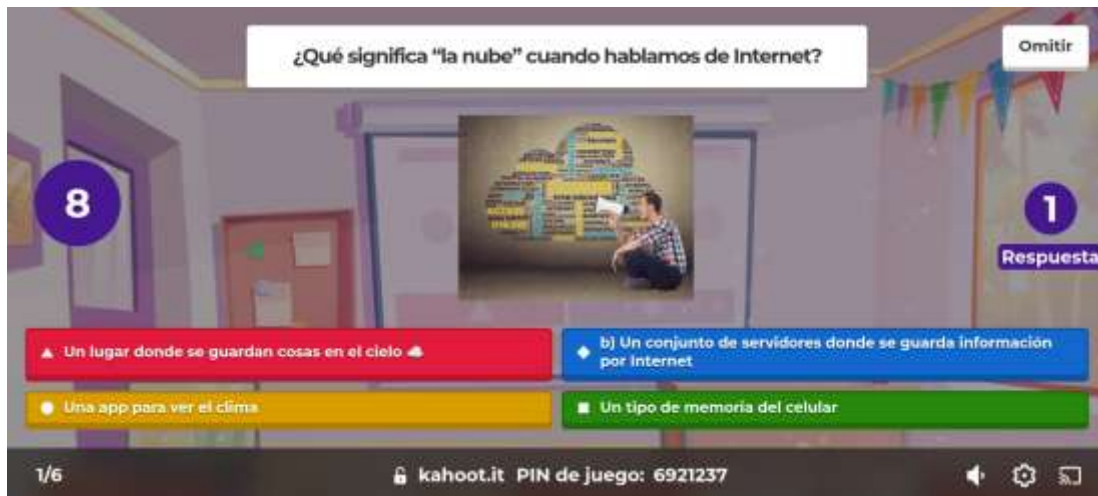 ¿Qué significa “la nube” cuando hablamos de Internet?
Omitir
8
1
Respuesta
Un lugar donde se guardan cosas en el cielo ☁
b) Un conjunto de servidores donde se guarda información
por Internet
Una app para ver el clima
Un tipo de memoria del celular
1/6
kahoot.it PIN de juego: 6921237